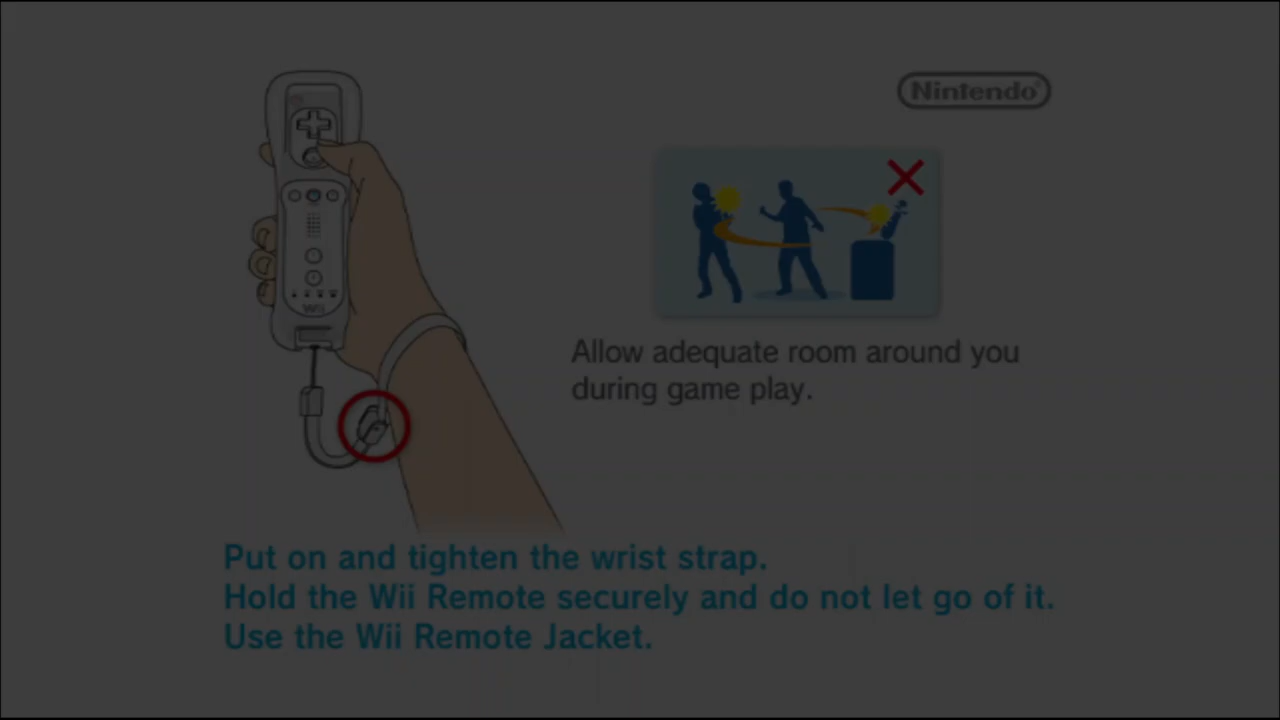 Nintendo®
Wii
Allow adequate room around you
during game play.
Put on and tighten the wrist strap.
Hold the Wii Remote securely and do not let go of it.
Use the Wii Remote Jacket.